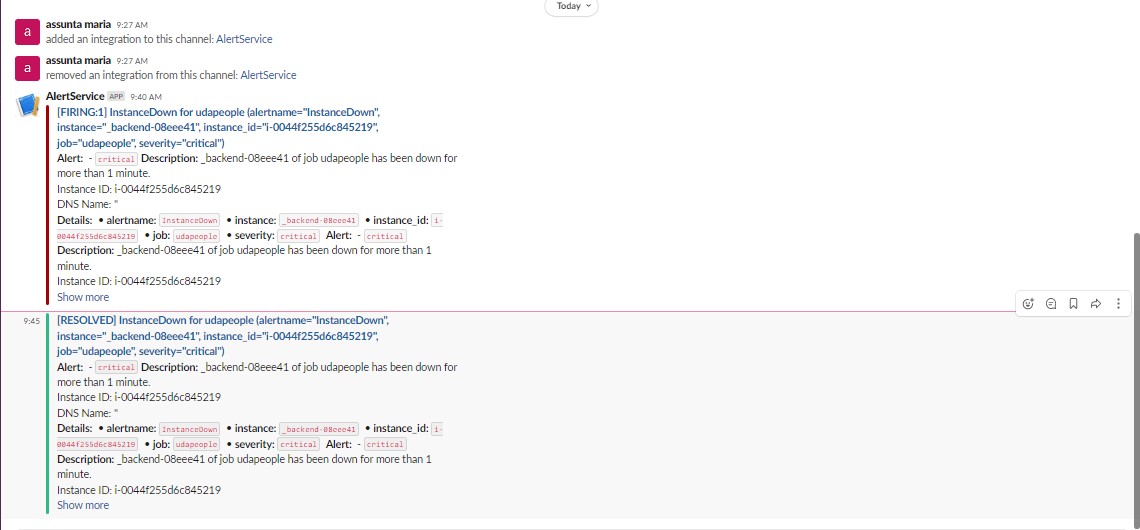 Today
a
assunta maria 9:27 AM
added an integration to this channel: AlertService
a
assunta maria 9:27 AM
removed an integration from this channel: AlertService
AlertService APP 9:40 AM
[FIRING:1] InstanceDown for udapeople (alertname="InstanceDown",
instance="_backend-08eee41", instance_id="i-0044f255d6c845219",
job="udapeople", severity="critical")
Alert: - critical Description: _backend-08eee41 of job udapeople has been down for
more than 1 minute.
Instance ID: i-0044f255d6c845219
DNS Name: "
Details: • alertname: InstanceDown • instance: _backend-08eee41 • instance_id: i-
0044f255d6c845219 • job: udapeople • severity: critical Alert: - critical
Description: _backend-08eee41 of job udapeople has been down for more than 1
minute.
Instance ID: i-0044f255d6c845219
Show more
9:45 [RESOLVED] InstanceDown for udapeople (alertname="InstanceDown",
instance="_backend-08eee41", instance_id="i-0044f255d6c845219",
job="udapeople", severity="critical")
Alert: - critical Description: _backend-08eee41 of job udapeople has been down for
more than 1 minute.
Instance ID: i-0044f255d6c845219
DNS Name: "
Details: • alertname: InstanceDown • instance: _backend-08eee41 • instance_id: i-
0044f255d6c845219 • job: udapeople • severity: critical Alert: - critical
Description: _backend-08eee41 of job udapeople has been down for more than 1
minute.
Instance ID: i-0044f255d6c845219
Show more